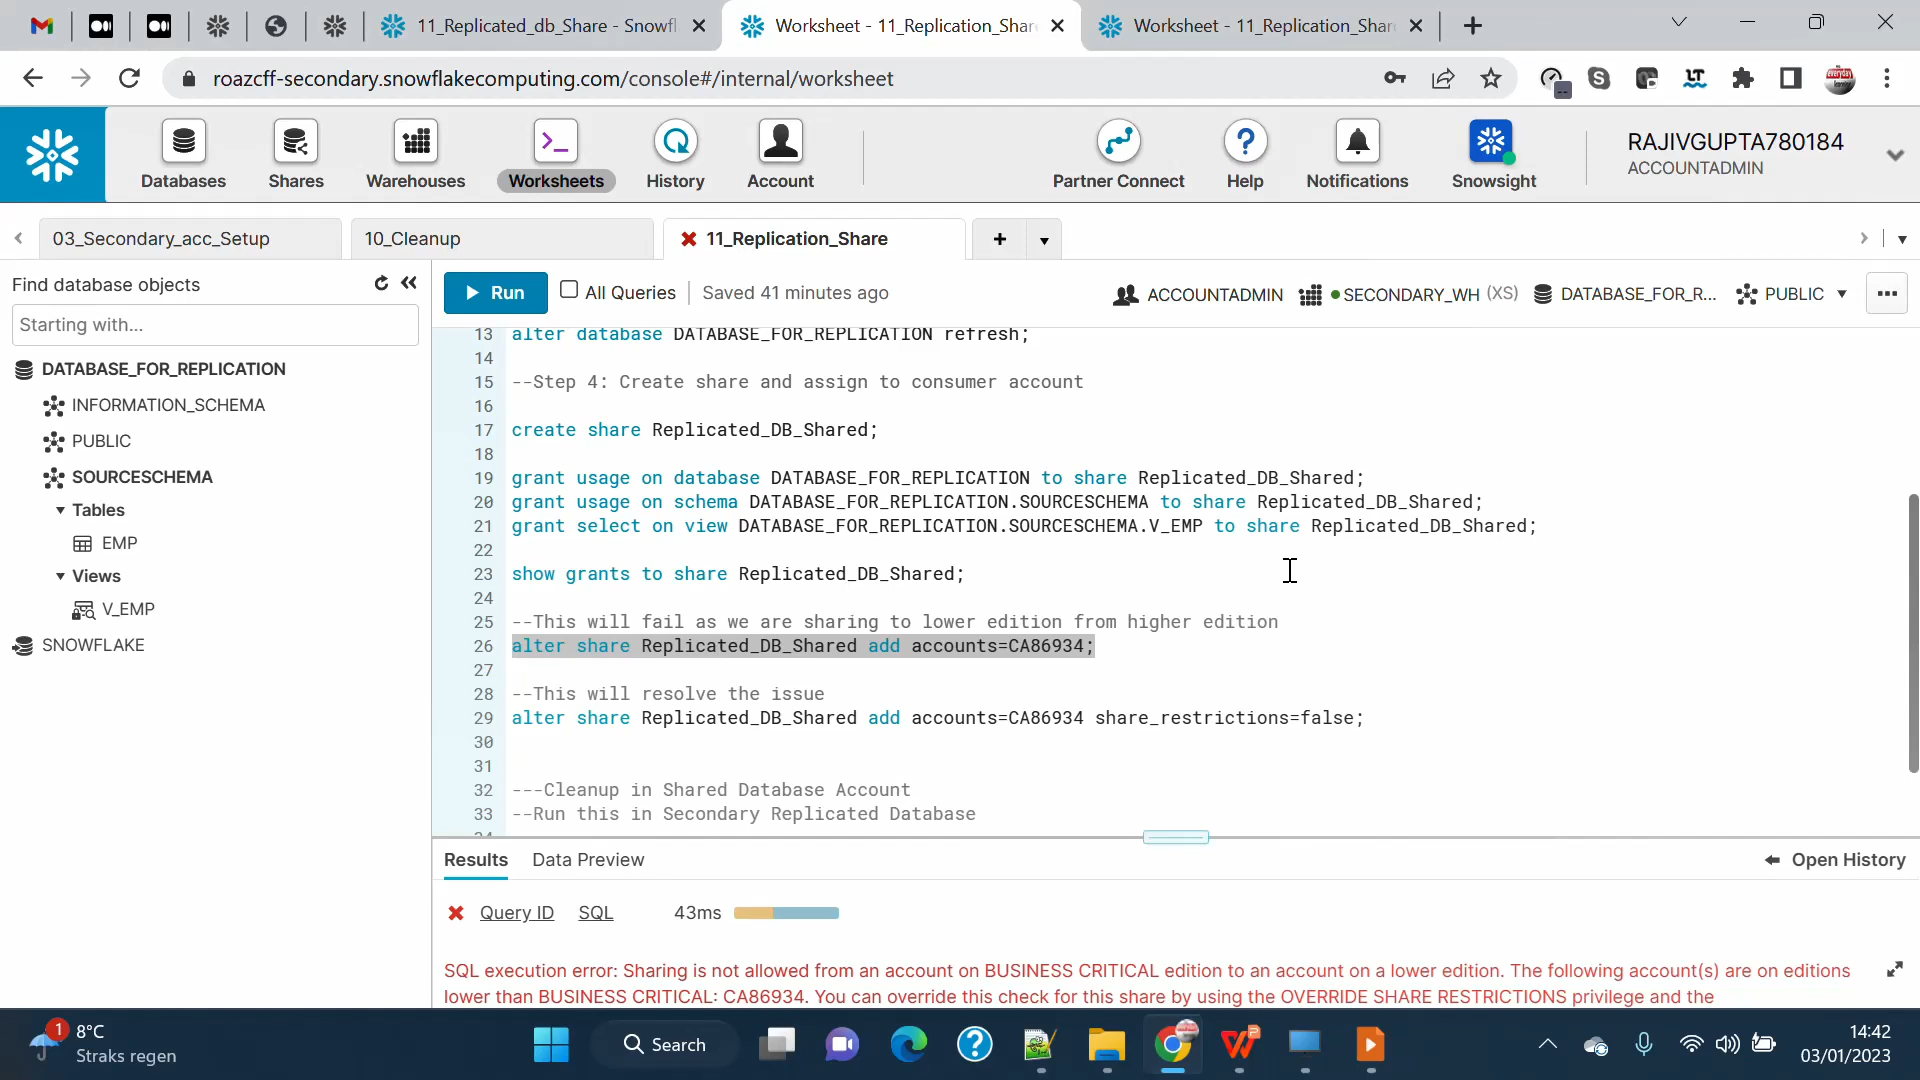 11_Replicated_db_Share - Snowfl
Worksheet - 11_Replication_Shar
Worksheet - 11_Replication_Shar
roazcff-secondary.snowflakecomputing.com/console#/internal/worksheet
Databases
Shares
Warehouses
Worksheets
History
Account
Partner Connect
Help
Notifications
Snowsight
RAJIVGUPTA780184
ACCOUNTADMIN
03_Secondary_acc_Setup
10_Cleanup
11_Replication_Share
Find database objects
Starting with...
DATABASE_FOR_REPLICATION
INFORMATION_SCHEMA
PUBLIC
SOURCESCHEMA
Tables
EMP
Views
V_EMP
SNOWFLAKE
Run
All Queries
Saved 41 minutes ago
ACCOUNTADMIN
SECONDARY_WH (XS)
DATABASE_FOR_R...
PUBLIC
13 alter database DATABASE_FOR_REPLICATION refresh;
14
15 --Step 4: Create share and assign to consumer account
16
17 create share Replicated_DB_Shared;
18
19 grant usage on database DATABASE_FOR_REPLICATION to share Replicated_DB_Shared;
20 grant usage on schema DATABASE_FOR_REPLICATION.SOURCESCHEMA to share Replicated_DB_Shared;
21 grant select on view DATABASE_FOR_REPLICATION.SOURCESCHEMA.V_EMP to share Replicated_DB_Shared;
22
23 show grants to share Replicated_DB_Shared;
24
25 --This will fail as we are sharing to lower edition from higher edition
26 alter share Replicated_DB_Shared add accounts=CA86934;
27
28 --This will resolve the issue
29 alter share Replicated_DB_Shared add accounts=CA86934 share_restrictions=false;
30
31
32 ---Cleanup in Shared Database Account
33 --Run this in Secondary Replicated Database
Results
Data Preview
Open History
Query ID
SQL
43ms
SQL execution error: Sharing is not allowed from an account on BUSINESS CRITICAL edition to an account on a lower edition. The following account(s) are on editions
lower than BUSINESS CRITICAL: CA86934. You can override this check for this share by using the OVERRIDE SHARE RESTRICTIONS privilege and the
1
8°C
Straks regen
Search
14:42
03/01/2023